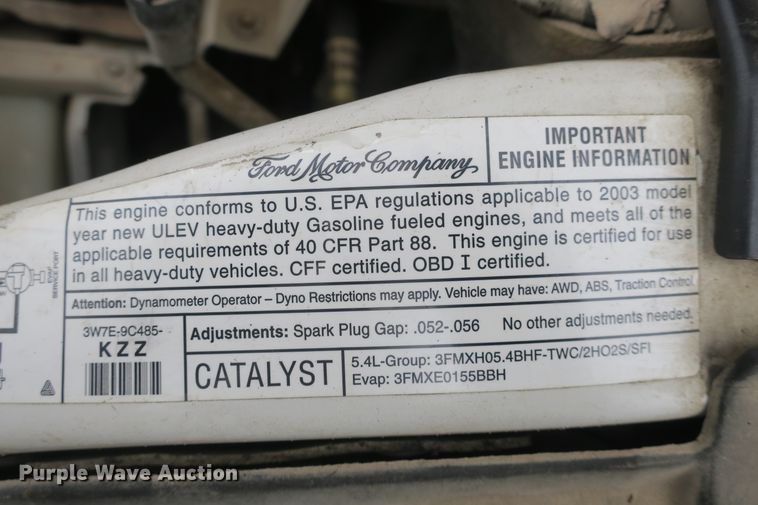 Ford Motor Company
IMPORTANT
ENGINE INFORMATION
This engine conforms to U.S. EPA regulations applicable to 2003 model
year new ULEV heavy-duty Gasoline fueled engines, and meets all of the
applicable requirements of 40 CFR Part 88. This engine is certified for use
in all heavy-duty vehicles. CFF certified. OBD I certified.
Attention: Dynamometer Operator – Dyno Restrictions may apply. Vehicle may have: AWD, ABS, Traction Control.
EVAP
SERVICE PORT
3W7E-9C485-
KZZ
Adjustments: Spark Plug Gap: .052-.056 No other adjustments needed.
CATALYST
5.4L-Group: 3FMXH05.4BHF-TWC/2HO2S/SFI
Evap: 3FMXE0155BBH
Purple Wave Auction